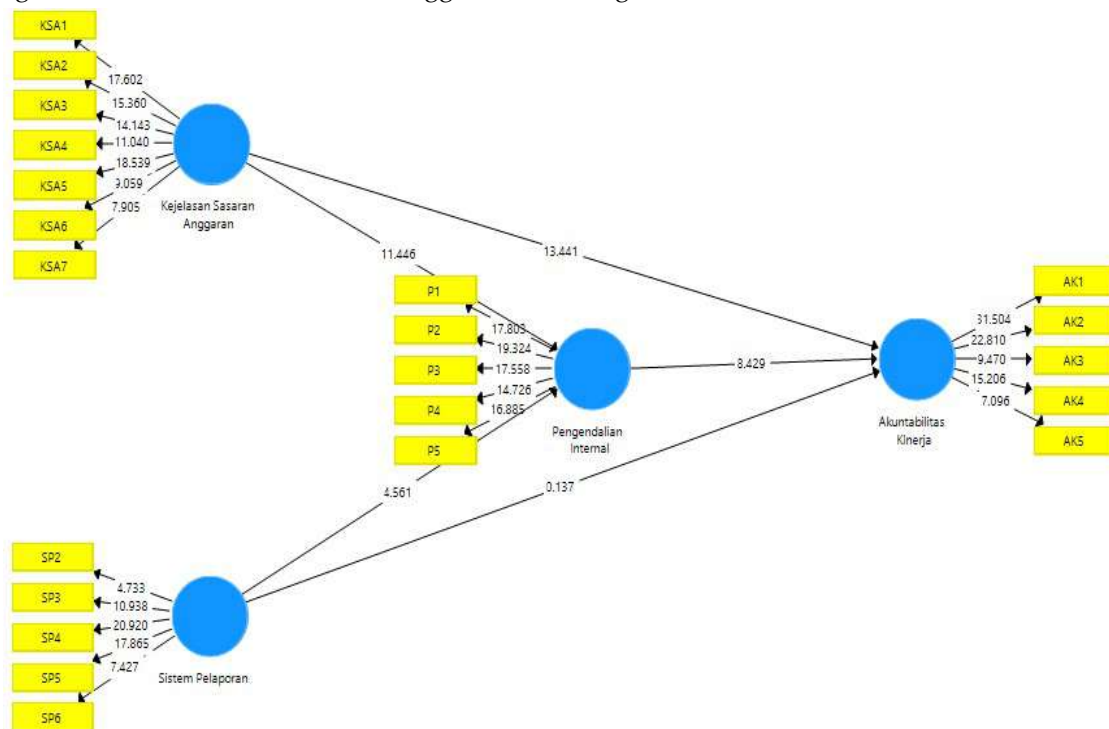 KSA1
KSA2
KSA3
KSA4
KSA5
KSA6
KSA7
17.602
15.360
14.143
11.040
18.539
9.059
7.905
Kejelasan Sasaran
Anggaran
11.446
13.441
P1
P2
P3
P4
P5
17.803
19.324
17.558
14.726
16.885
Pengendalian
Internal
8.429
4.561
0.137
AK1
AK2
AK3
AK4
AK5
31.504
22.810
9.470
15.206
7.096
Akuntabilitas
Kinerja
SP2
SP3
SP4
SP5
SP6
4.733
10.938
20.920
17.865
7.427
Sistem Pelaporan